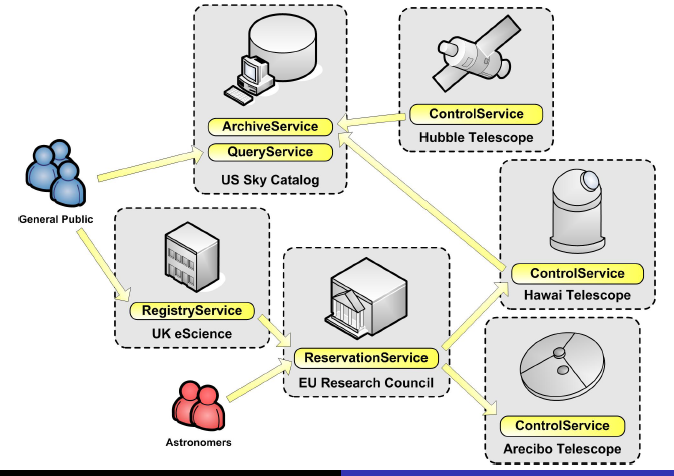 ControlService
Hubble Telescope
ArchiveService
QueryService
US Sky Catalog
General Public
ControlService
Hawai Telescope
RegistryService
UK eScience
ReservationService
EU Research Council
Astronomers
ControlService
Arecibo Telescope